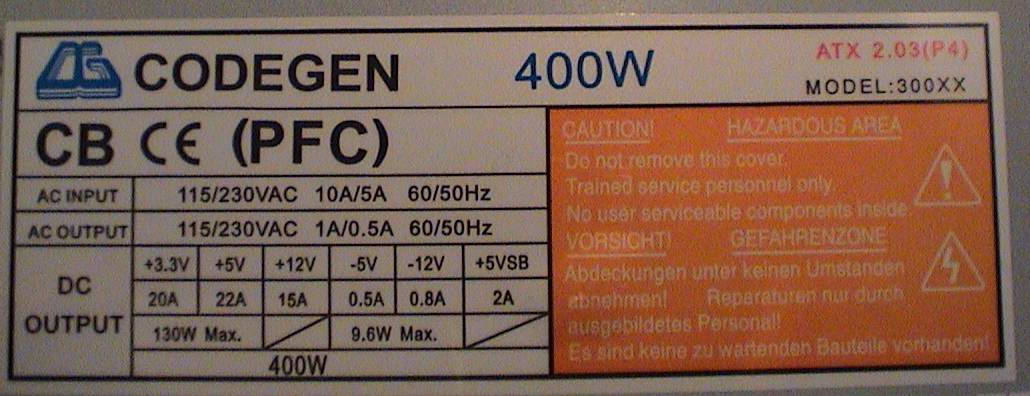 CODEGEN 400W ATX 2.03(P4)
MODEL:300XX
CB CE (PFC)
AC INPUT 115/230VAC 10A/5A 60/50Hz
AC OUTPUT 115/230VAC 1A/0.5A 60/50Hz
DC OUTPUT
+3.3V +5V +12V -5V -12V +5VSB
20A 22A 15A 0.5A 0.8A 2A
130W Max. 9.6W Max.
400W
CAUTION! HAZARDOUS AREA
Do not remove this cover.
Trained service personnel only.
No user serviceable components inside.
VORSICHT! GEFAHRENZONE
Abdeckungen unter keinen Umstanden
abnehmen! Reparaturen nur durch
ausgebildetes Personal!
Es sind keine zu wartenden Bauteile vorhanden!